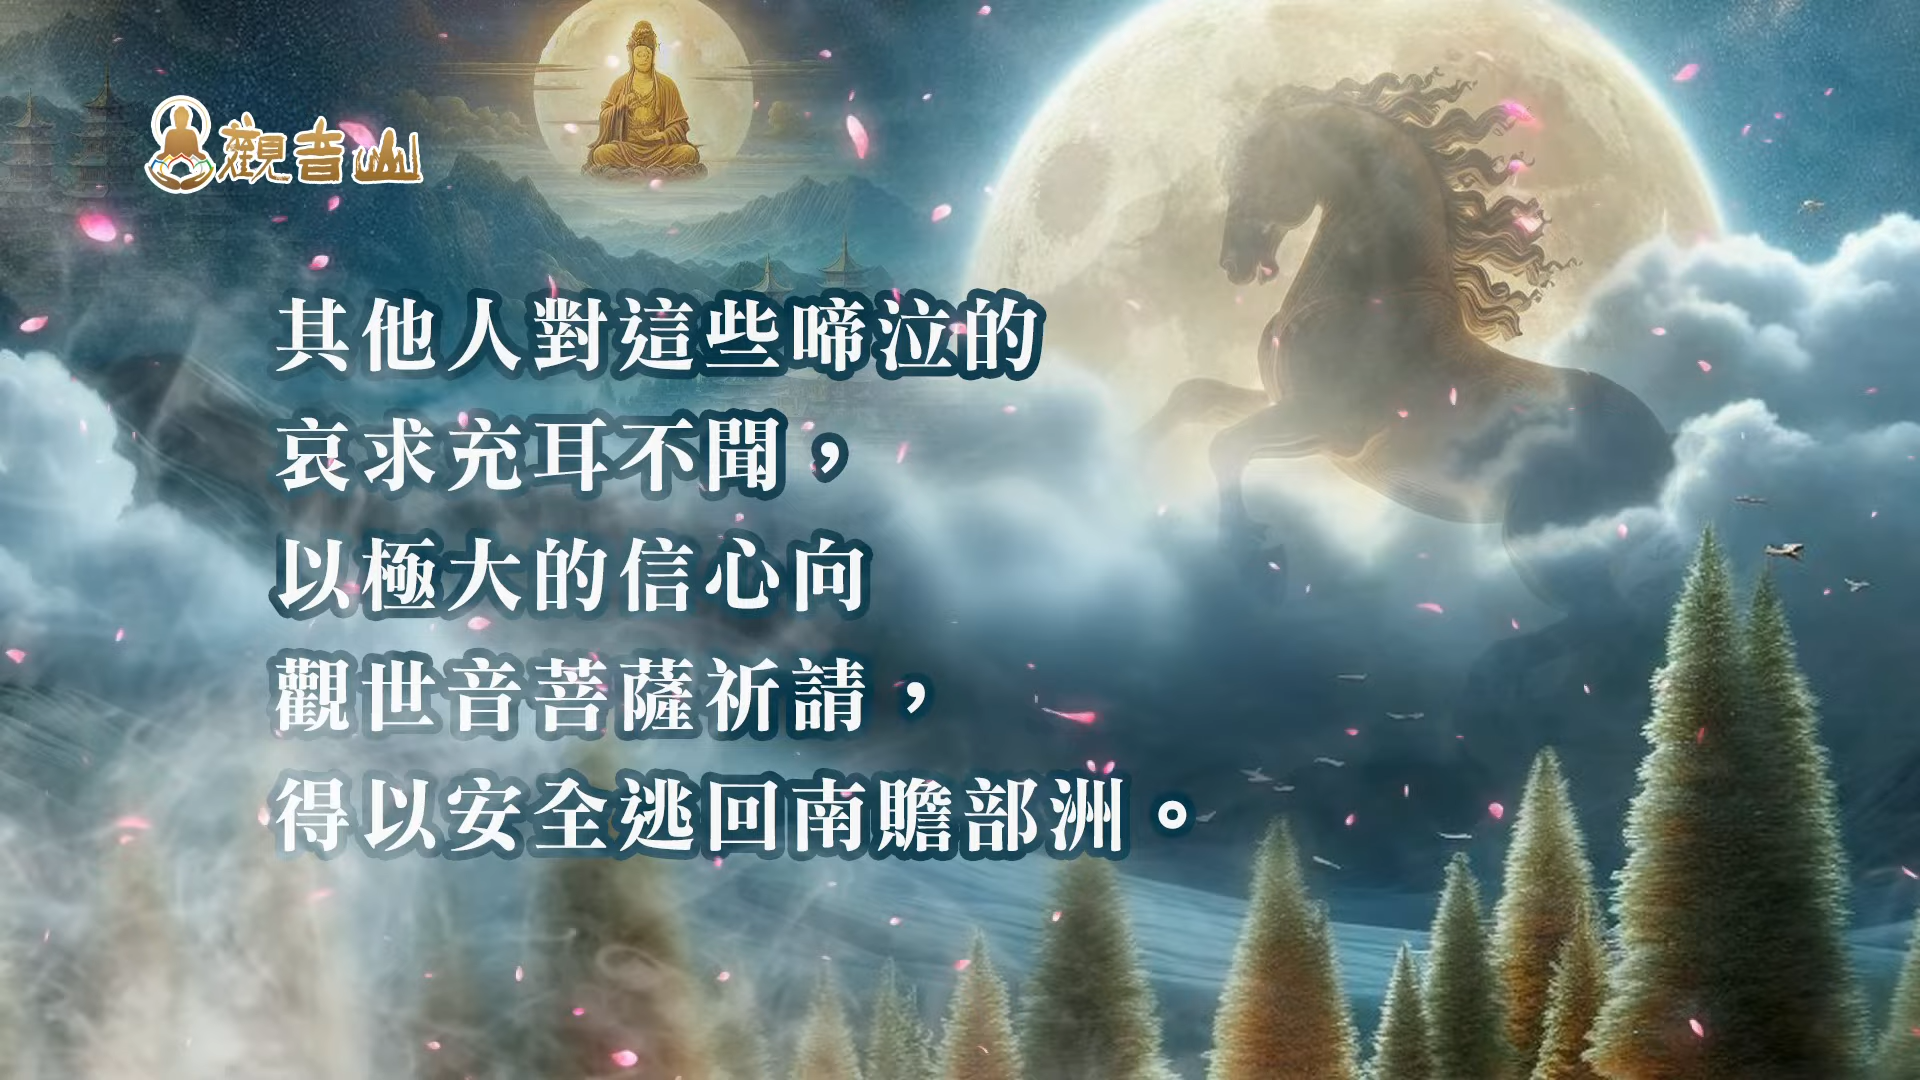 觀音山
其他人對這些啼泣的
哀求充耳不聞，
以極大的信心向
觀世音菩薩祈請，
得以安全逃回南贍部洲。